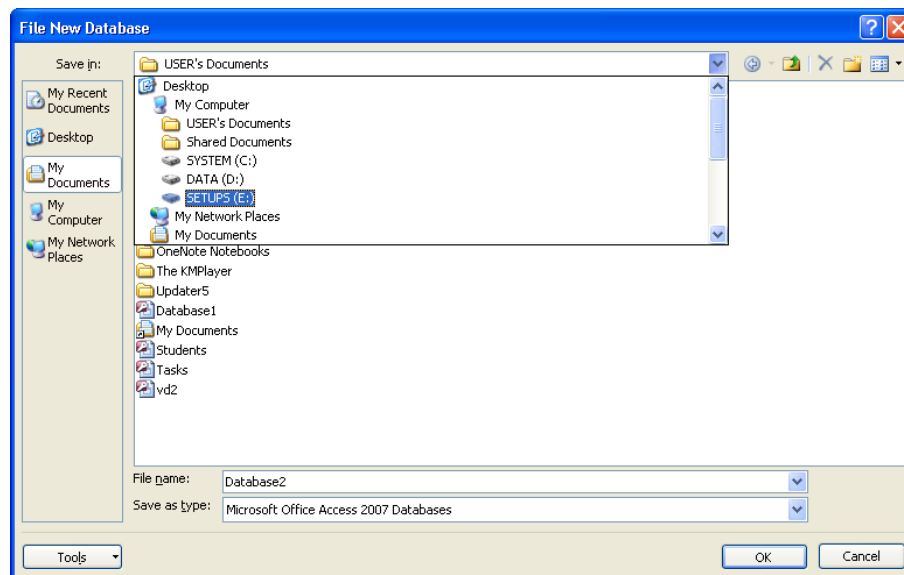 File New Database
Save in:
USER's Documents
My Recent
Documents
Desktop
My
Documents
My
Computer
My Network
Places
Desktop
My Computer
USER's Documents
Shared Documents
SYSTEM (C:)
DATA (D:)
SETUPS (E:)
My Network Places
My Documents
OneNote Notebooks
The KMPlayer
Updater5
Database1
My Documents
Students
Tasks
vd2
File name:
Database2
Save as type:
Microsoft Office Access 2007 Databases
Tools
OK
Cancel